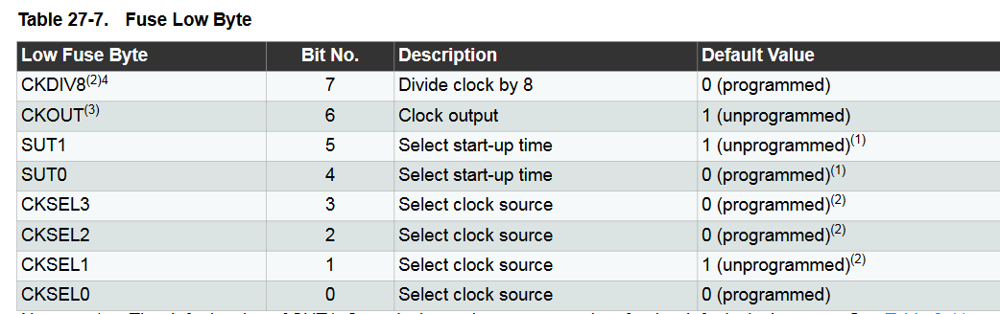 Table 27-7. Fuse Low Byte
Low Fuse Byte Bit No. Description Default Value
CKDIV8(2)4 7 Divide clock by 8 0 (programmed)
CKOUT(3) 6 Clock output 1 (unprogrammed)
SUT1 5 Select start-up time 1 (unprogrammed)(1)
SUT0 4 Select start-up time 0 (programmed)(1)
CKSEL3 3 Select clock source 0 (programmed)(2)
CKSEL2 2 Select clock source 0 (programmed)(2)
CKSEL1 1 Select clock source 1 (unprogrammed)(2)
CKSEL0 0 Select clock source 0 (programmed)